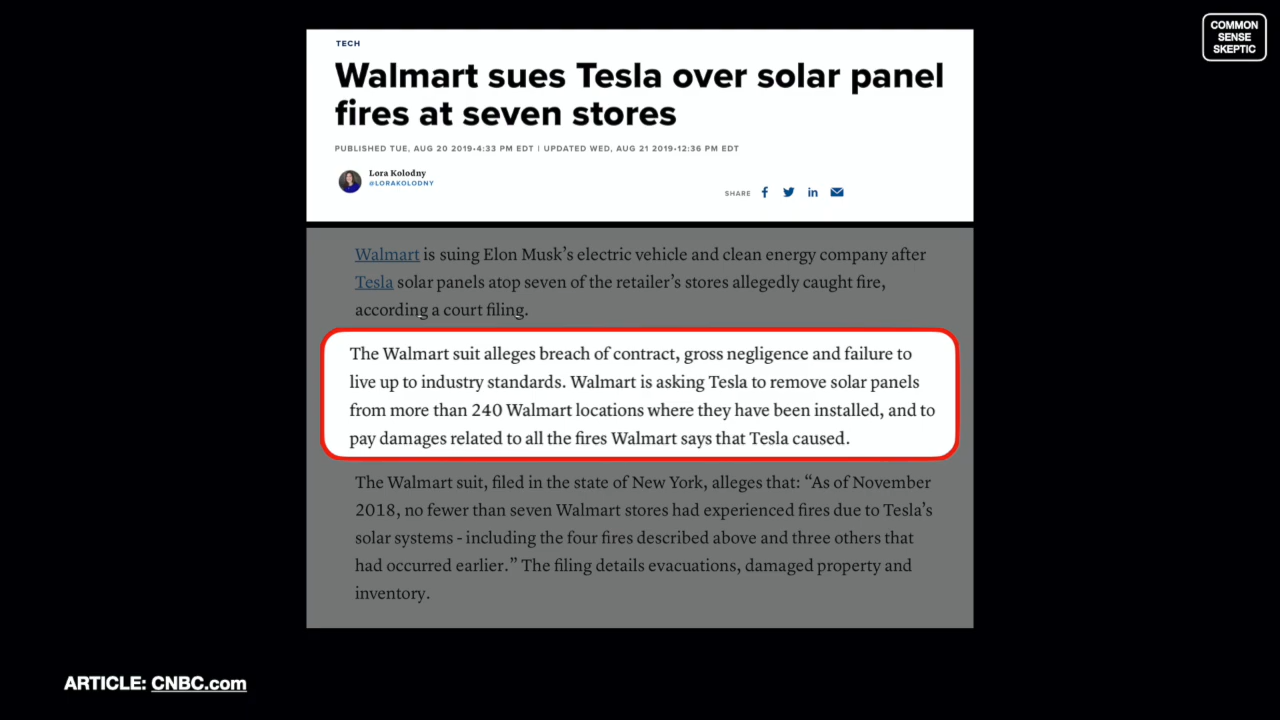 COMMON
SENSE
SKEPTIC
TECH
Walmart sues Tesla over solar panel
fires at seven stores
PUBLISHED TUE, AUG 20 2019•4:33 PM EDT | UPDATED WED, AUG 21 2019•12:36 PM EDT
Lora Kolodny
@LORAKOLODNY
SHARE
Walmart is suing Elon Musk’s electric vehicle and clean energy company after
Tesla solar panels atop seven of the retailer’s stores allegedly caught fire,
according a court filing.
The Walmart suit alleges breach of contract, gross negligence and failure to
live up to industry standards. Walmart is asking Tesla to remove solar panels
from more than 240 Walmart locations where they have been installed, and to
pay damages related to all the fires Walmart says that Tesla caused.
The Walmart suit, filed in the state of New York, alleges that: “As of November
2018, no fewer than seven Walmart stores had experienced fires due to Tesla’s
solar systems - including the four fires described above and three others that
had occurred earlier.” The filing details evacuations, damaged property and
inventory.
ARTICLE: CNBC.com